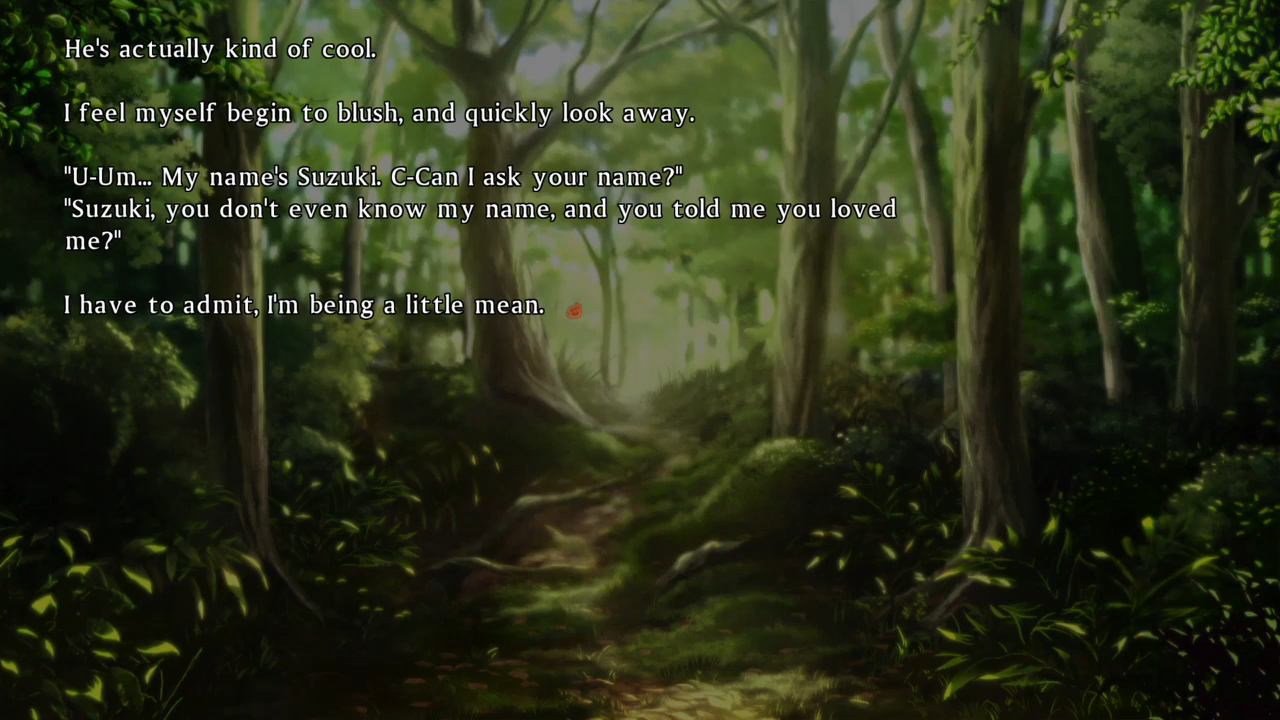 He's actually kind of cool.
I feel myself begin to blush, and quickly look away.
"U-Um... My name's Suzuki. C-Can I ask your name?"
"Suzuki, you don't even know my name, and you told me you loved
me?"
I have to admit, I'm being a little mean.